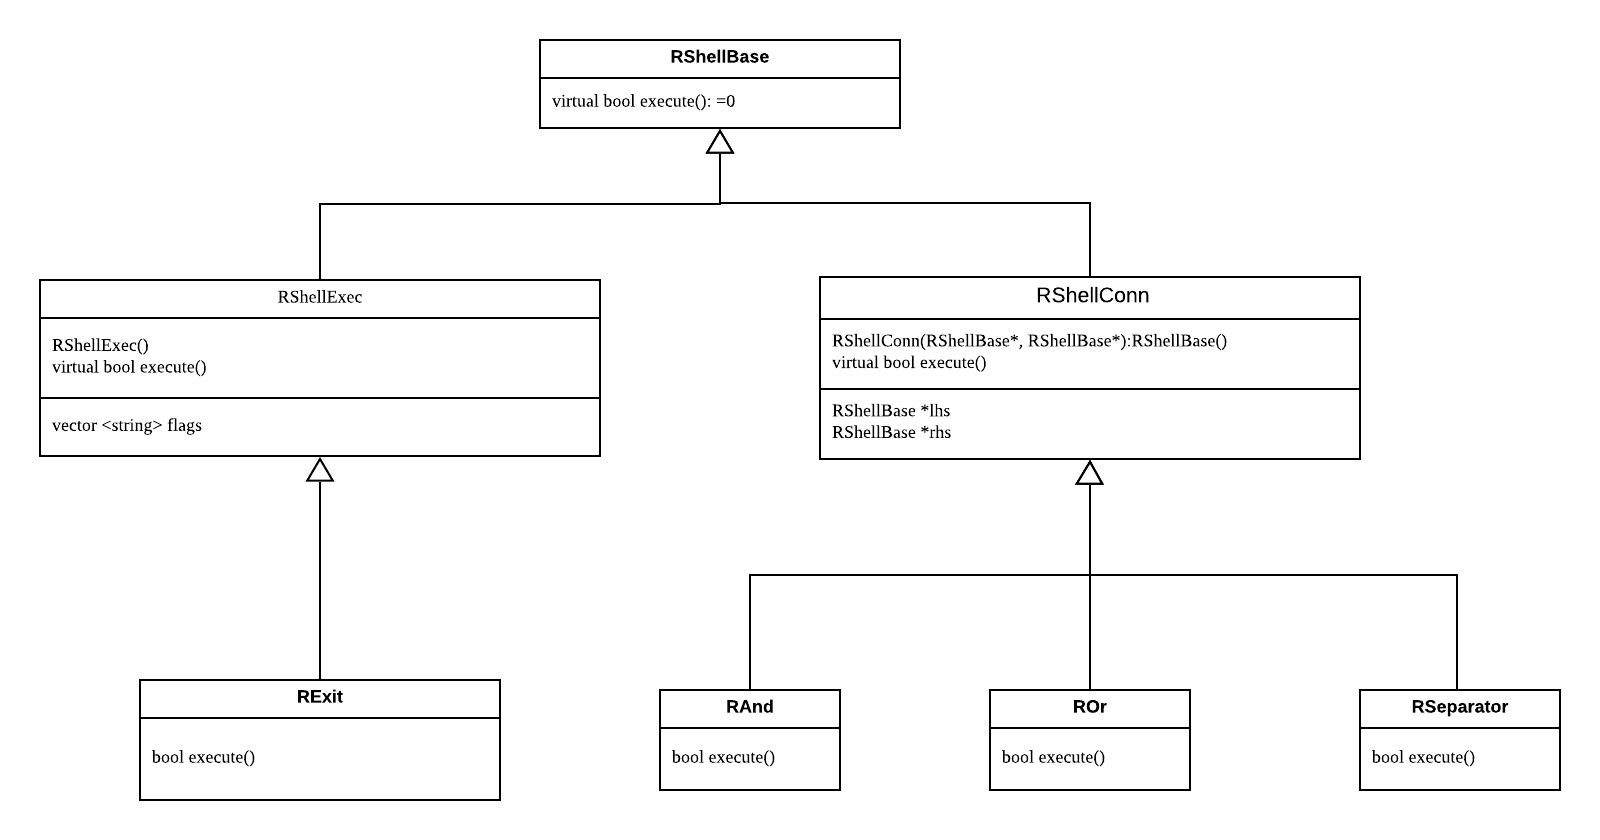 RShellBase
virtual bool execute(): =0
RShellExec
RShellExec()
virtual bool execute()
vector <string> flags
RShellConn
RShellConn(RShellBase*, RShellBase*):RShellBase()
virtual bool execute()
RShellBase *lhs
RShellBase *rhs
RExit
bool execute()
RAnd
bool execute()
ROr
bool execute()
RSeparator
bool execute()